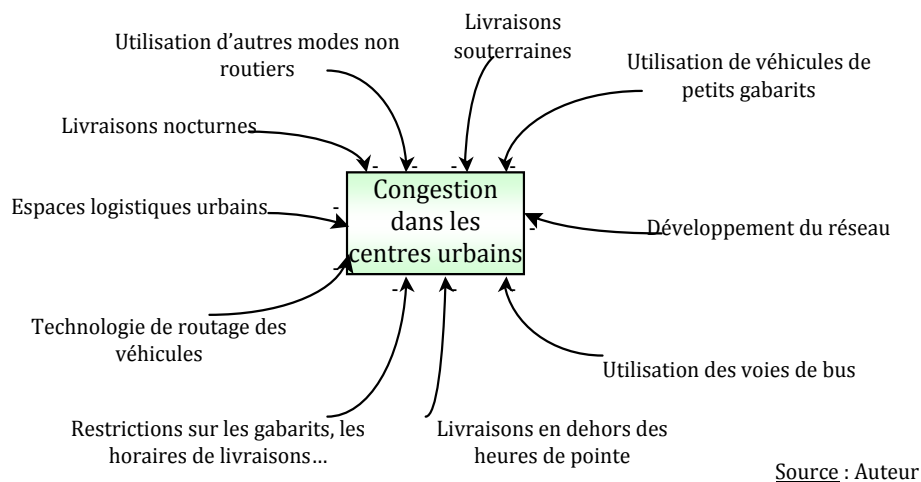 Utilisation d’autres modes non
routiers
Livraisons
souterraines
Utilisation de véhicules de
petits gabarits
Livraisons nocturnes
- - - -
Congestion
dans les
centres urbains
Espaces logistiques urbains
-
-
Développement du réseau
-
- - -
Technologie de routage des
véhicules
Utilisation des voies de bus
Restrictions sur les gabarits, les
horaires de livraisons…
Livraisons en dehors des
heures de pointe
Source : Auteur